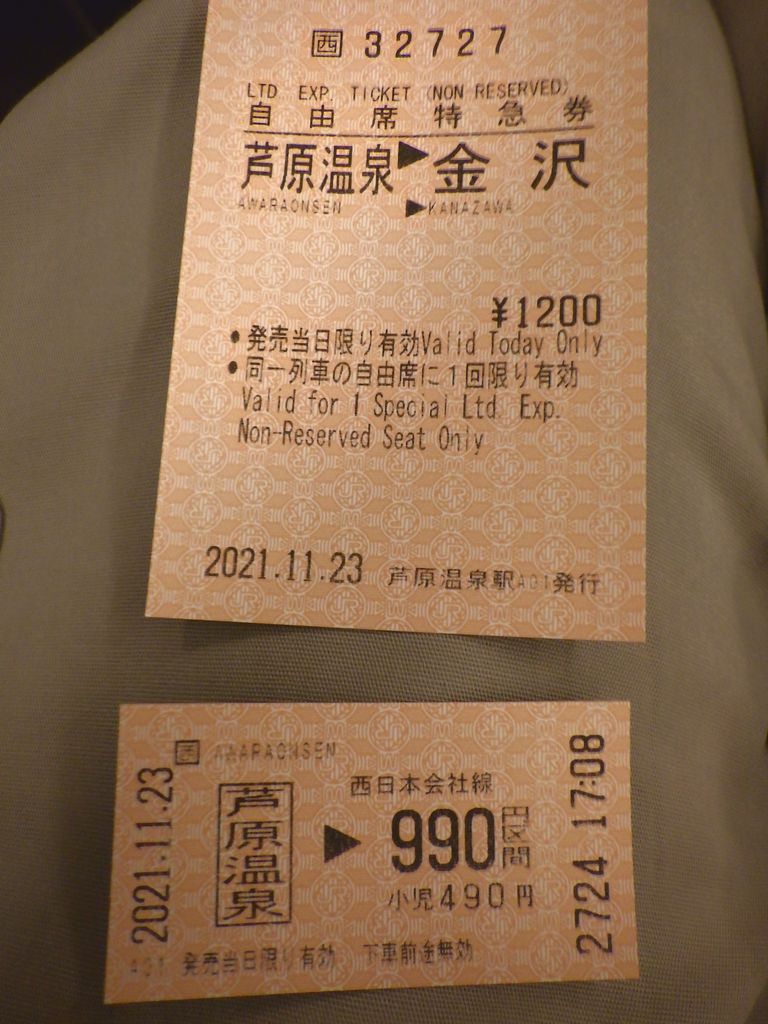 西 32727
LTD. EXP. TICKET (NON RESERVED)
自由席特急券
芦原温泉▶金沢
AWARAONSEN ▶KANAZAWA
¥1200
•発売当日限り有効Valid Today Only
•同一列車の自由席に1回限り有効
Valid for 1 Special Ltd. Exp.
Non-Reserved Seat Only
2021.11.23 芦原温泉駅A01発行
2021.11.23
西 AWARAONSEN
芦原温泉
▶
西日本会社線
990円区間
小児490円
A01 発売当日限り有効 下車前途無効
2724 17:08